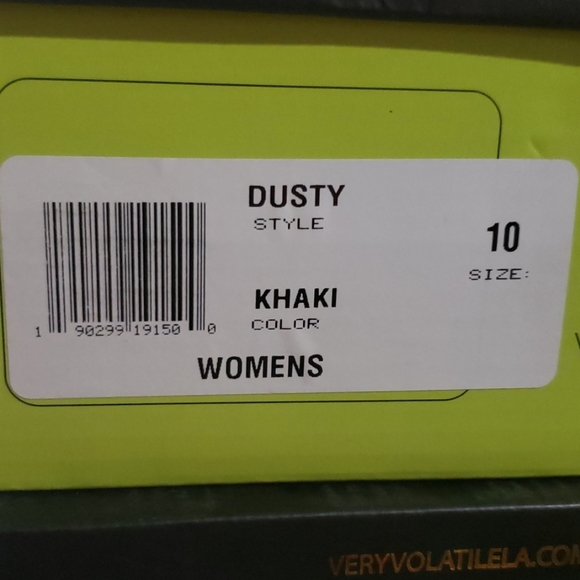 DUSTY
STYLE
10
SIZE:
KHAKI
COLOR
1 90299 19150 0
WOMENS
VERYVOLATILELA.COM